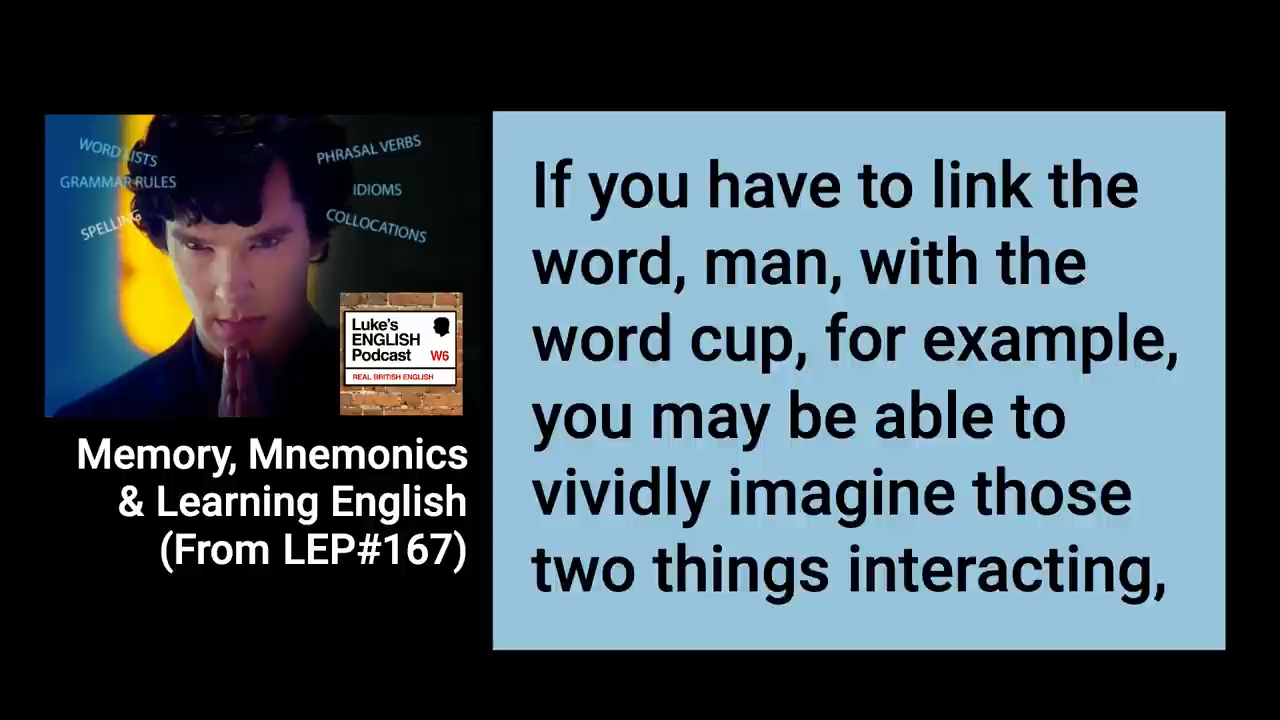 WORD LISTS
GRAMMAR RULES
SPELLING
PHRASAL VERBS
IDIOMS
COLLOCATIONS
Luke's
ENGLISH
Podcast W6
REAL BRITISH ENGLISH
Memory, Mnemonics
& Learning English
(From LEP#167)
If you have to link the
word, man, with the
word cup, for example,
you may be able to
vividly imagine those
two things interacting,